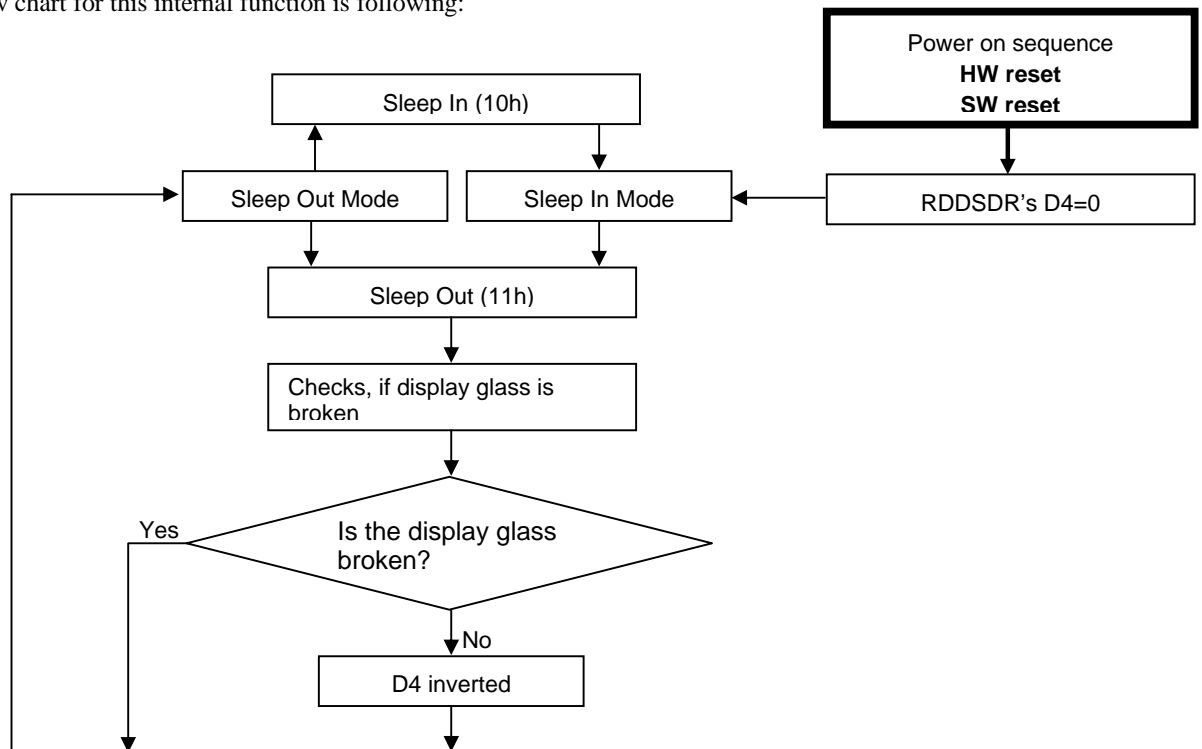 chart for this internal function is following:
Power on sequence
HW reset
SW reset
Sleep In (10h)
Sleep Out Mode
Sleep In Mode
RDDSDR's D4=0
Sleep Out (11h)
Checks, if display glass is
broken
Yes
Is the display glass
broken?
No
D4 inverted